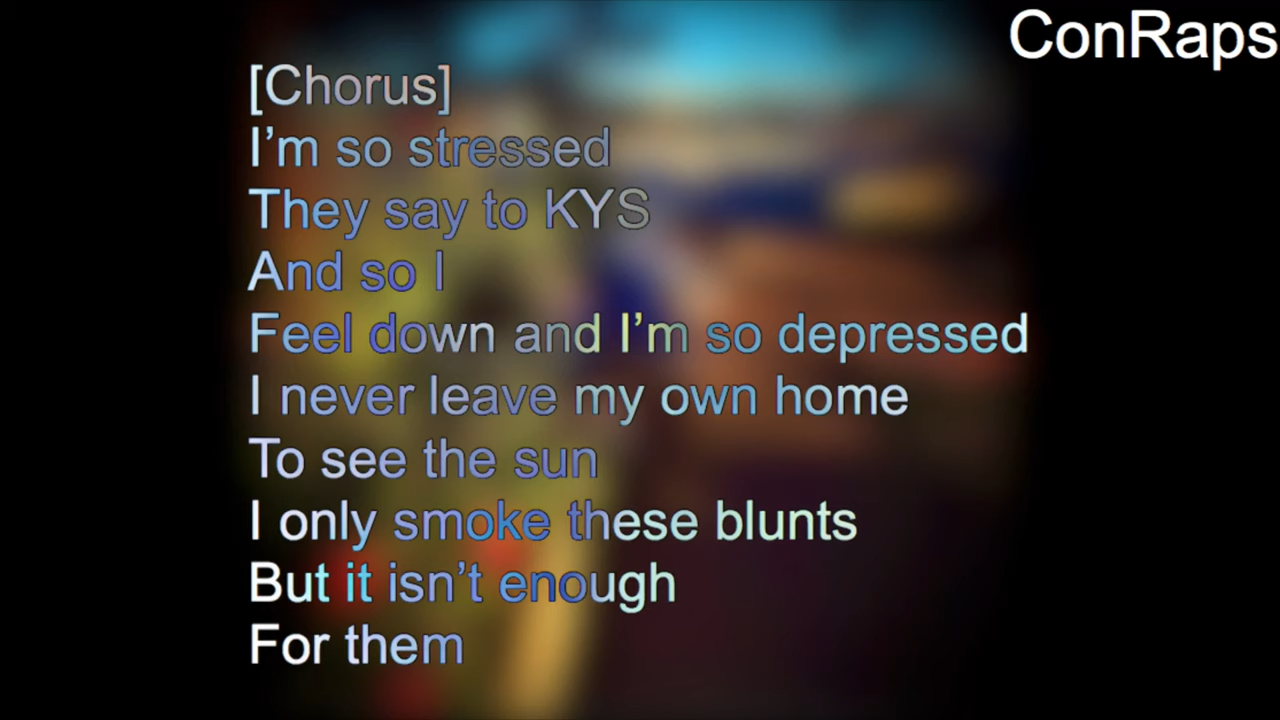 ConRaps
[Chorus]
I’m so stressed
They say to KYS
And so I
Feel down and I’m so depressed
I never leave my own home
To see the sun
I only smoke these blunts
But it isn’t enough
For them